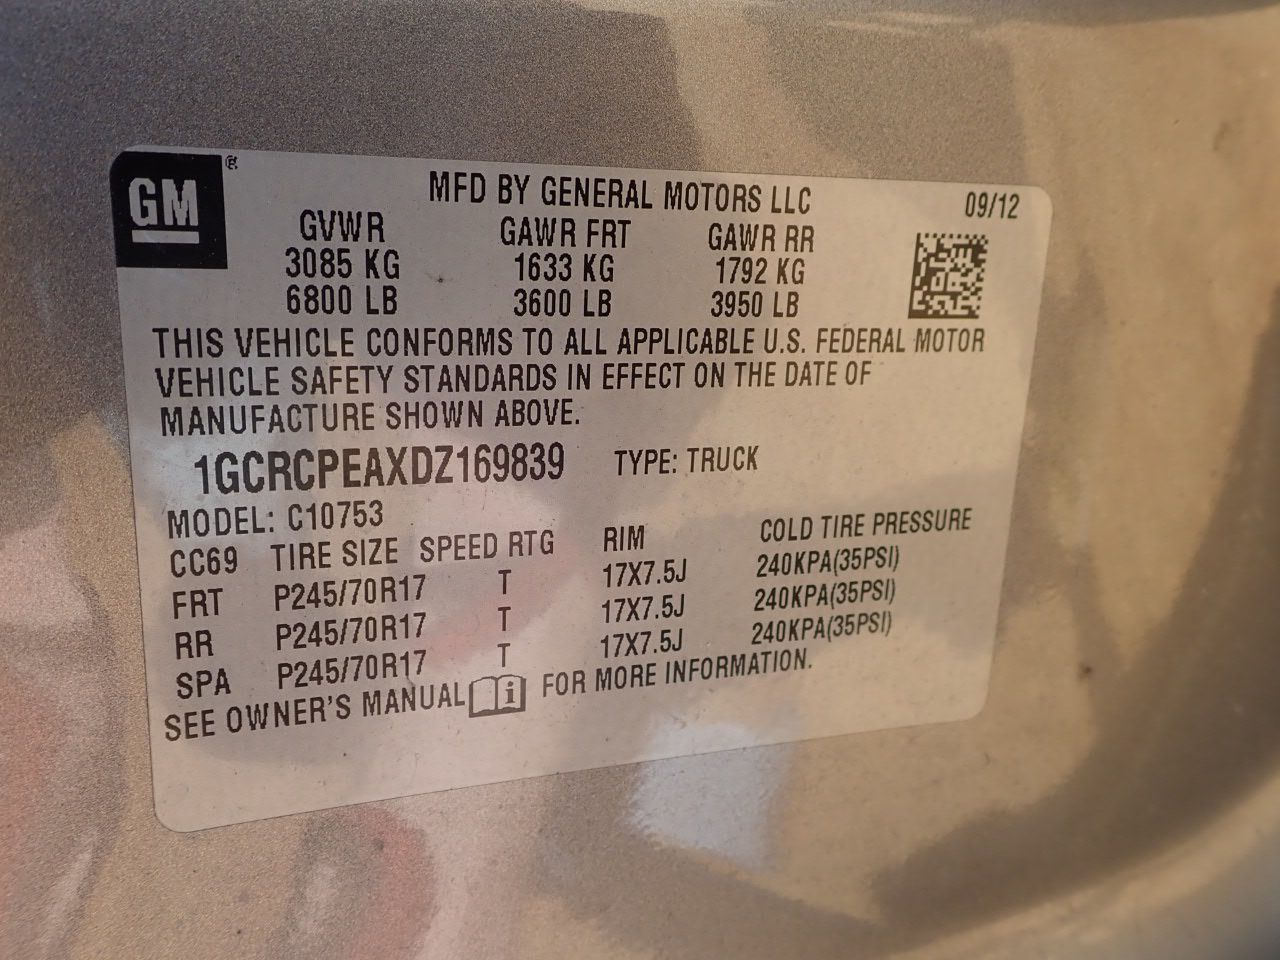 GM ®
MFD BY GENERAL MOTORS LLC 09/12
GVWR GAWR FRT GAWR RR
3085 KG 1633 KG 1792 KG
6800 LB 3600 LB 3950 LB
THIS VEHICLE CONFORMS TO ALL APPLICABLE U.S. FEDERAL MOTOR
VEHICLE SAFETY STANDARDS IN EFFECT ON THE DATE OF
MANUFACTURE SHOWN ABOVE.
1GCRCPEAXDZ169839 TYPE: TRUCK
MODEL: C10753
CC69 TIRE SIZE SPEED RTG RIM COLD TIRE PRESSURE
FRT P245/70R17 T 17X7.5J 240KPA(35PSI)
RR P245/70R17 T 17X7.5J 240KPA(35PSI)
SPA P245/70R17 T 17X7.5J 240KPA(35PSI)
SEE OWNER'S MANUAL i FOR MORE INFORMATION.